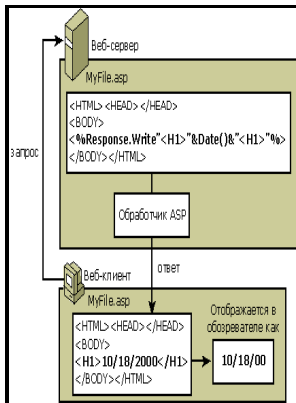 Веб-сервер
MyFile.asp
<HTML><HEAD></HEAD>
<BODY>
<%Response.Write"<H1>"&Date()&"<H1>"%>
</BODY></HTML>
запрос
Обработчик ASP
ответ
Веб-клиент
MyFile.asp
<HTML><HEAD></HEAD>
<BODY>
<H1>10/18/2000</H1>
</BODY></HTML>
Отображается в
обозревателе как
10/18/00